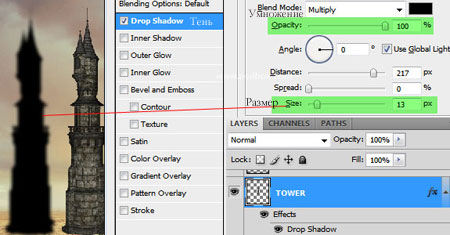 Blending Options: Default
Drop Shadow Тень
Inner Shadow
Outer Glow
Inner Glow
Bevel and Emboss
Contour
Texture
Satin
Color Overlay
Gradient Overlay
Pattern Overlay
Stroke
Blend Mode: Multiply
Умножение
Opacity: 100 %
Angle: 0 ° Use Global Light
Distance: 217 px
Spread: 0 %
Размер Size: 13 px
LAYERS CHANNELS PATHS
Normal Opacity: 100%
Lock: Fill: 100%
TOWER fx
Effects
Drop Shadow